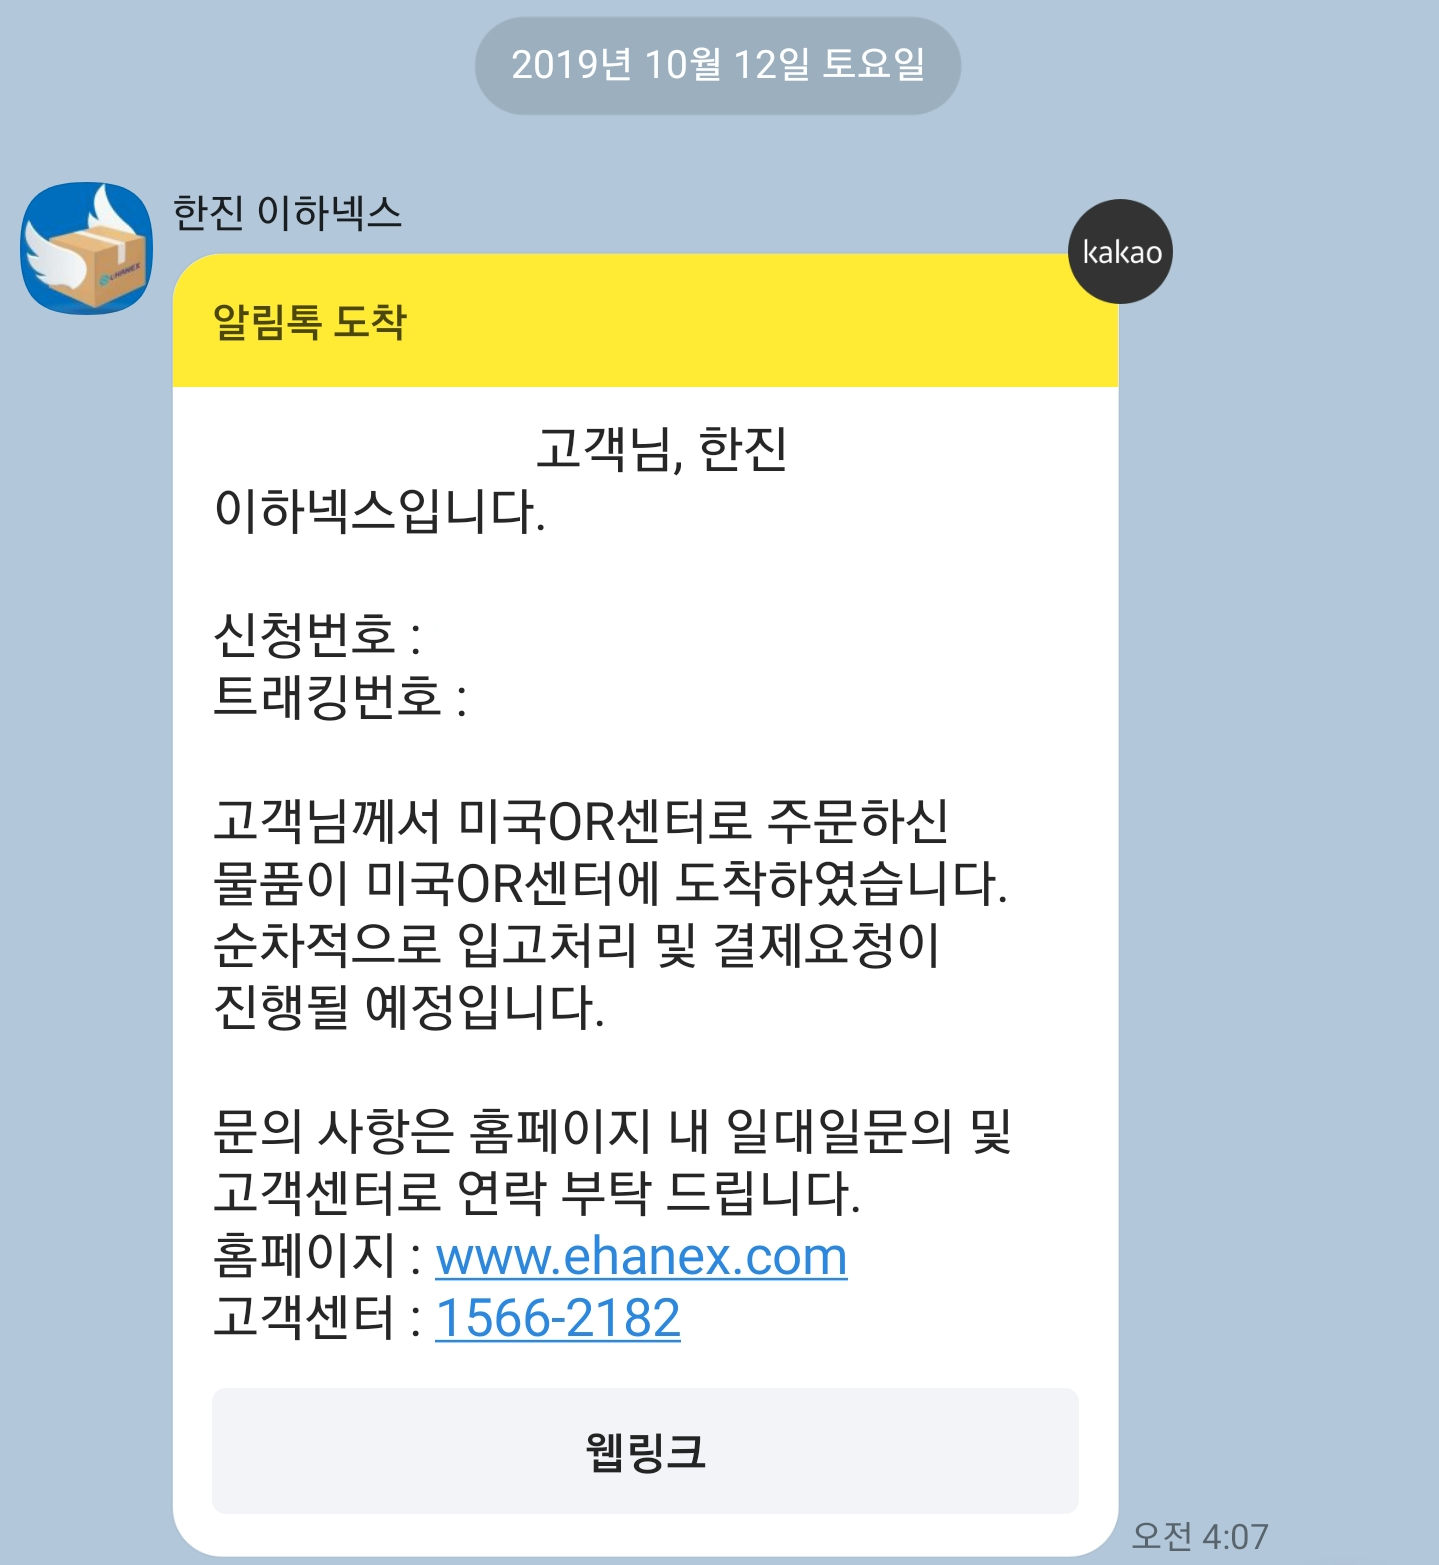 2019년 10월 12일 토요일
한진 이하넥스
kakao
알림톡 도착
고객님, 한진
이하넥스입니다.
신청번호 :
트래킹번호 :
고객님께서 미국OR센터로 주문하신
물품이 미국OR센터에 도착하였습니다.
순차적으로 입고처리 및 결제요청이
진행될 예정입니다.
문의 사항은 홈페이지 내 일대일문의 및
고객센터로 연락 부탁 드립니다.
홈페이지 : www.ehanex.com
고객센터 : 1566-2182
웹링크
오전 4:07